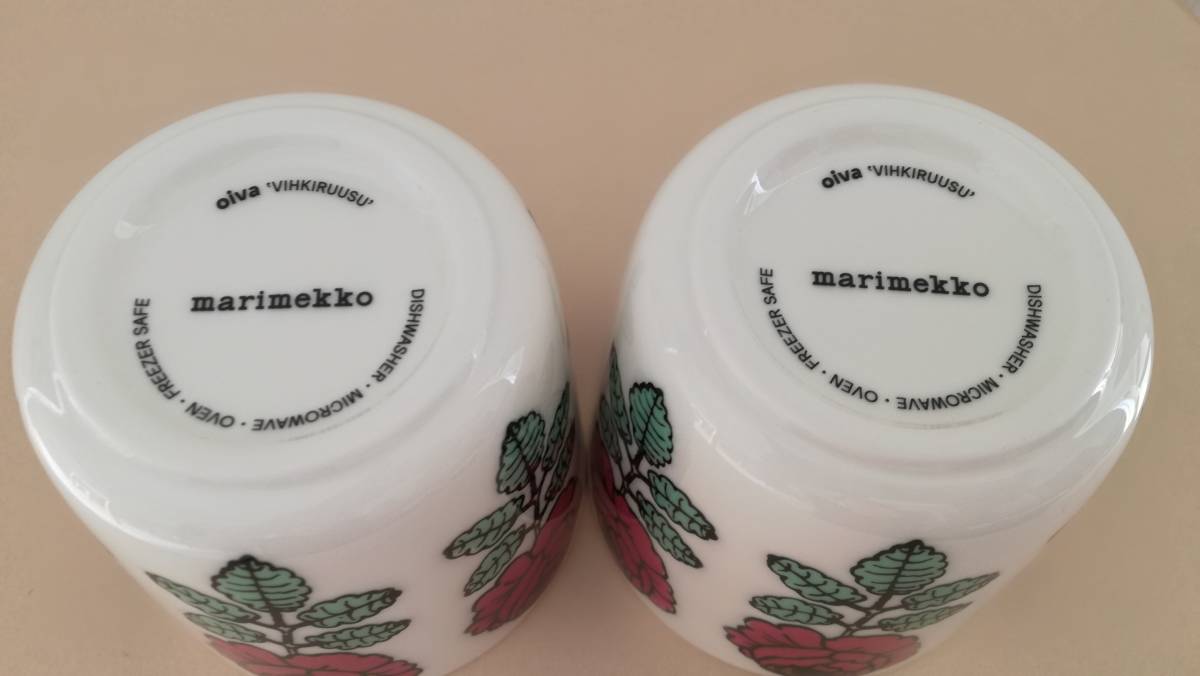 oiva 'VIHKIRUUSU'
marimekko
DISHWASHER · MICROWAVE · OVEN · FREEZER SAFE
oiva 'VIHKIRUUSU'
marimekko
DISHWASHER · MICROWAVE · OVEN · FREEZER SAFE